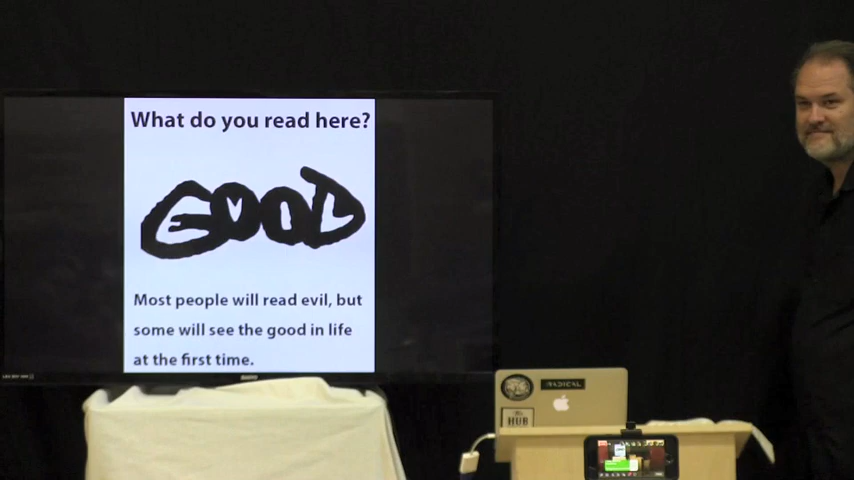 What do you read here?
GOOD
EVIL
Most people will read evil, but
some will see the good in life
at the first time.
RADICAL
HUB